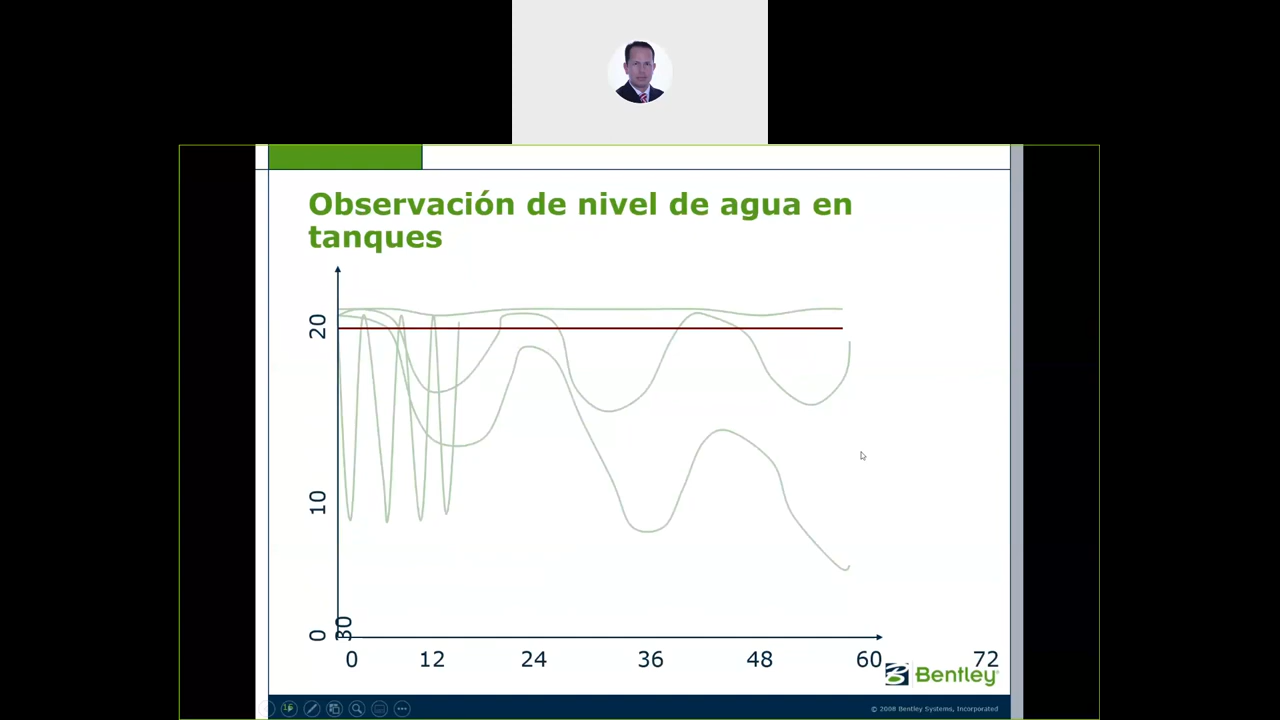 Observación de nivel de agua en
tanques
20
10
0
30
0 12 24 36 48 60 72
Bentley
16
© 2008 Bentley Systems, Incorporated